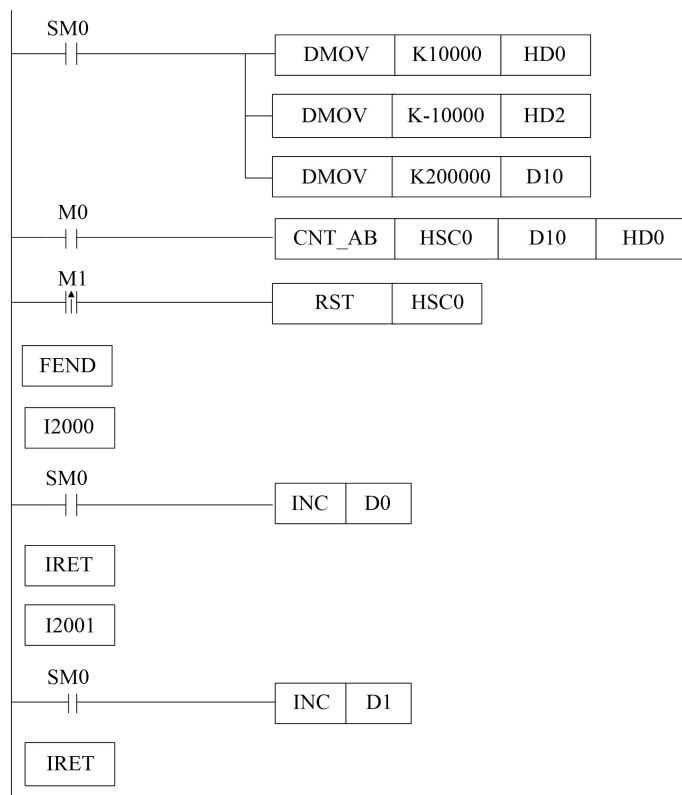 SM0
DMOV K10000 HD0
DMOV K-10000 HD2
DMOV K200000 D10
M0
CNT_AB HSC0 D10 HD0
M1
RST HSC0
FEND
I2000
SM0
INC D0
IRET
I2001
SM0
INC D1
IRET